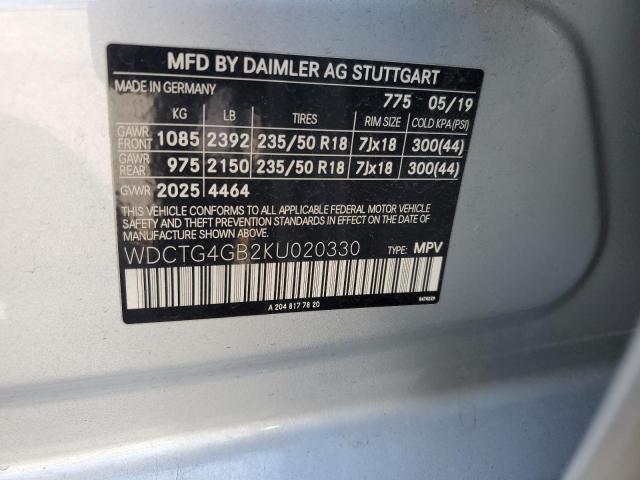 MFD BY DAIMLER AG STUTTGART
MADE IN GERMANY 775 05/19
KG LB TIRES RIM SIZE COLD KPA(PSI)
GAWR FRONT 1085 2392 235/50 R18 7Jx18 300(44)
GAWR REAR 975 2150 235/50 R18 7Jx18 300(44)
GVWR 2025 4464
THIS VEHICLE CONFORMS TO ALL APPLICABLE FEDERAL MOTOR VEHICLE
SAFETY AND THEFT PREVENTION STANDARDS IN EFFECT ON THE DATE
OF MANUFACTURE SHOWN ABOVE.
WDCTG4GB2KU020330 TYPE: MPV
A 204 817 78 20